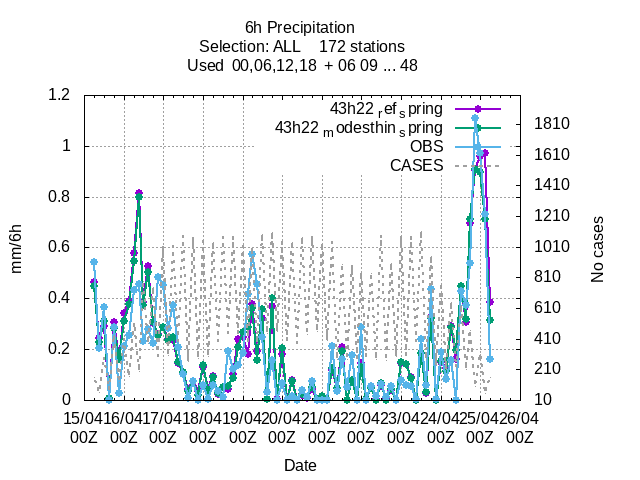 6h Precipitation
Selection: ALL 172 stations
Used 00,06,12,18 + 06 09 ... 48
43h22 refspring
43h22 modesthinspring
OBS
CASES
mm/6h
1.2
1
0.8
0.6
0.4
0.2
0
No cases
1810
1610
1410
1210
1010
810
610
410
210
10
15/04 16/04 17/04 18/04 19/04 20/04 21/04 22/04 23/04 24/04 25/04 26/04
00Z 00Z 00Z 00Z 00Z 00Z 00Z 00Z 00Z 00Z 00Z 00Z
Date